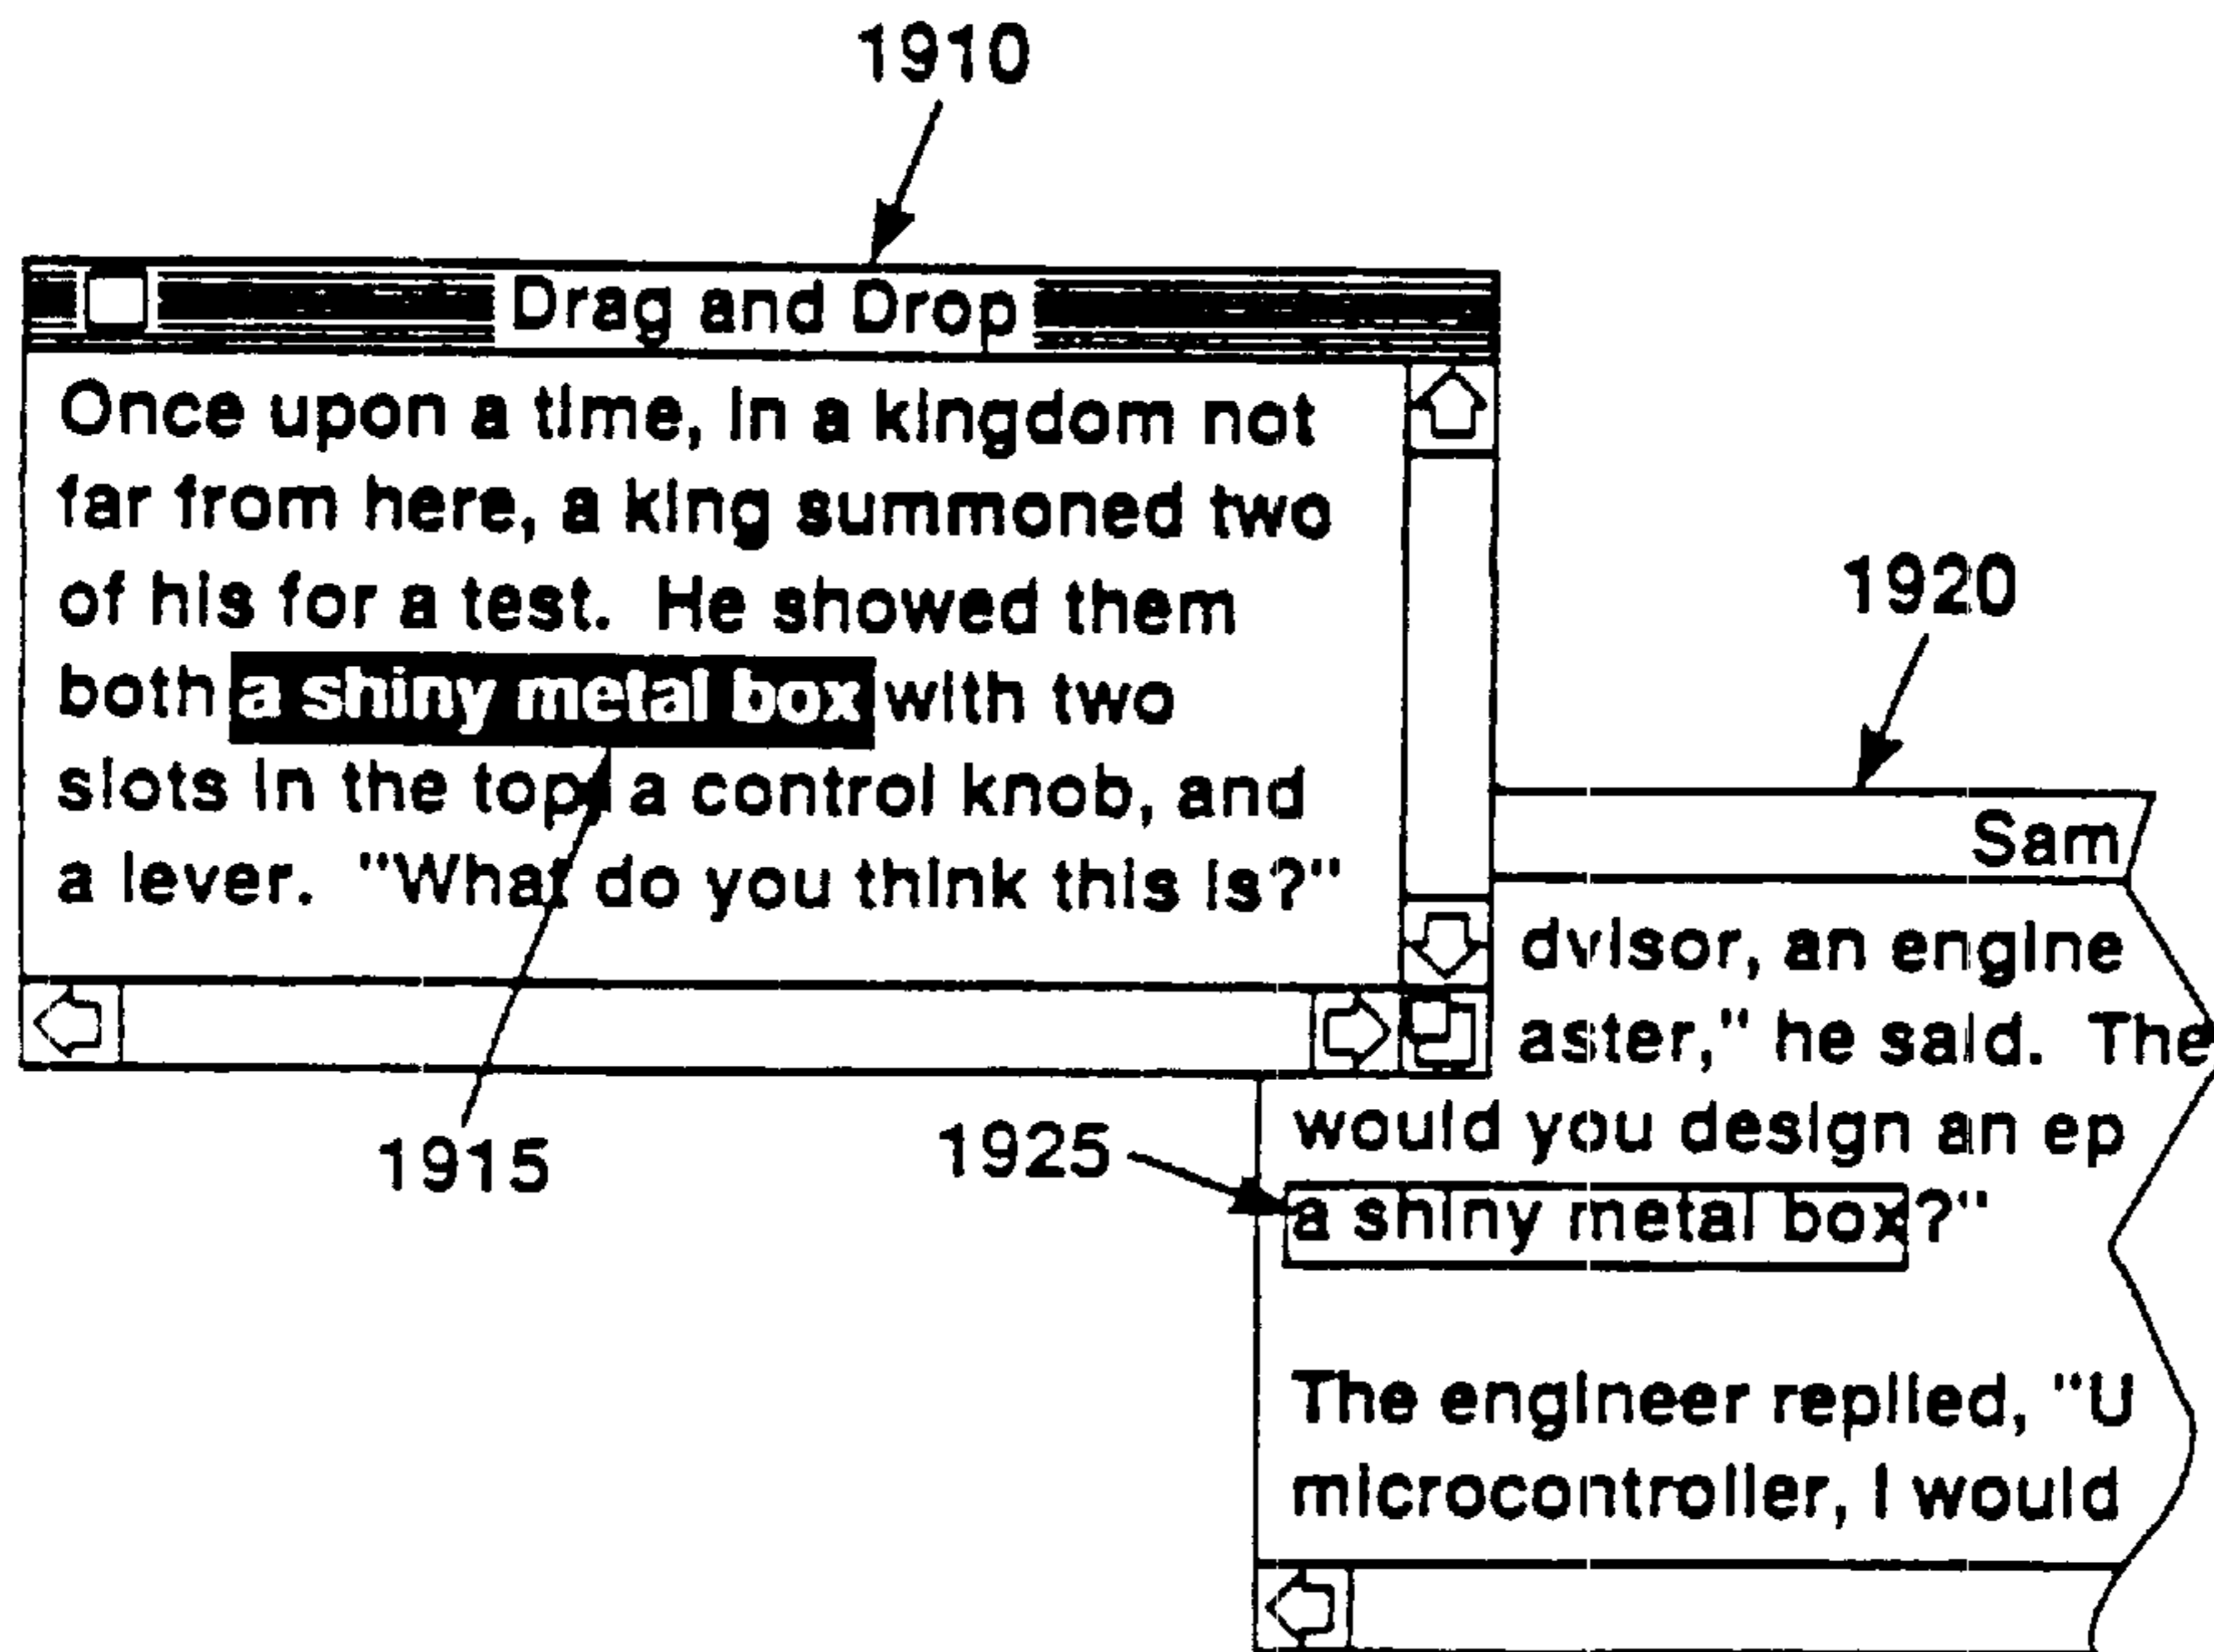 1910
Drag and Drop
Once upon a time, in a kingdom not
far from here, a king summoned two
of his for a test. He showed them
both a shiny metal box with two
slots in the top, a control knob, and
a lever. "What do you think this is?"
1915
1920
Sam
dvisor, an engine
aster," he said. The
would you design an ep
1925
a shiny metal box?"
The engineer replied, "U
microcontroller, I would